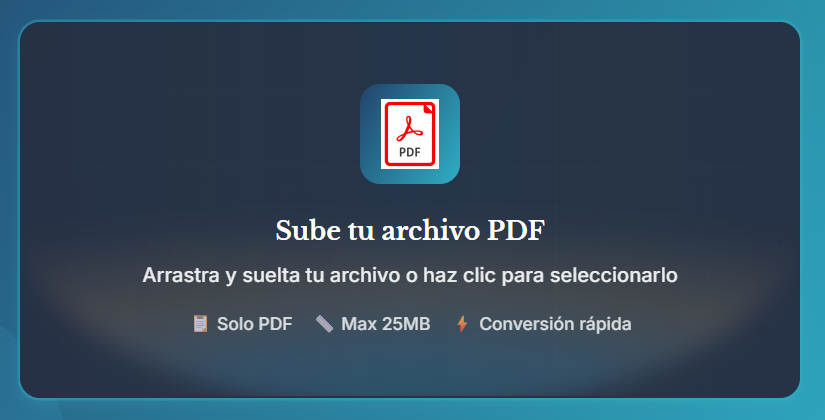 PDF
Sube tu archivo PDF
Arrastra y suelta tu archivo o haz clic para seleccionarlo
Solo PDF Max 25MB Conversión rápida